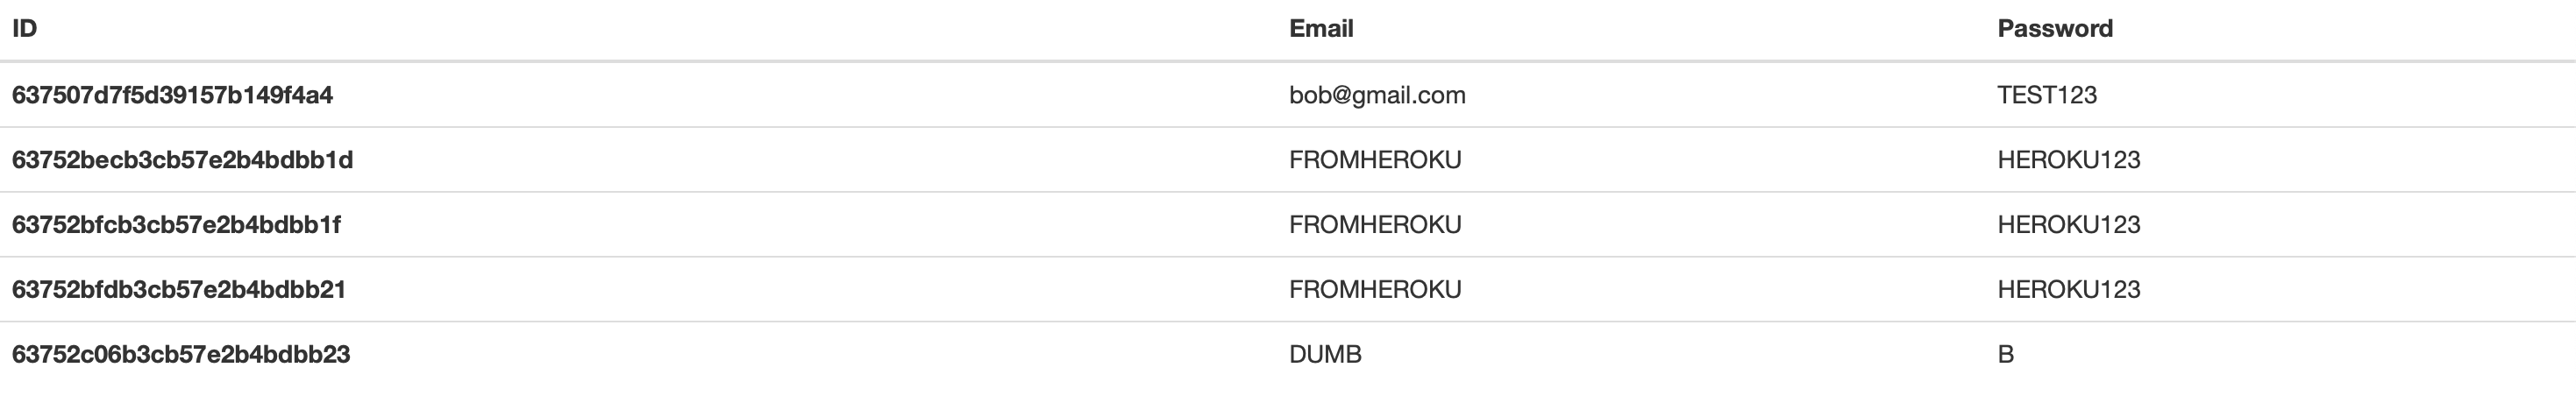 ID Email Password
637507d7f5d39157b149f4a4 bob@gmail.com TEST123
63752becb3cb57e2b4bdbb1d FROMHEROKU HEROKU123
63752bfcb3cb57e2b4bdbb1f FROMHEROKU HEROKU123
63752bfdb3cb57e2b4bdbb21 FROMHEROKU HEROKU123
63752c06b3cb57e2b4bdbb23 DUMB B